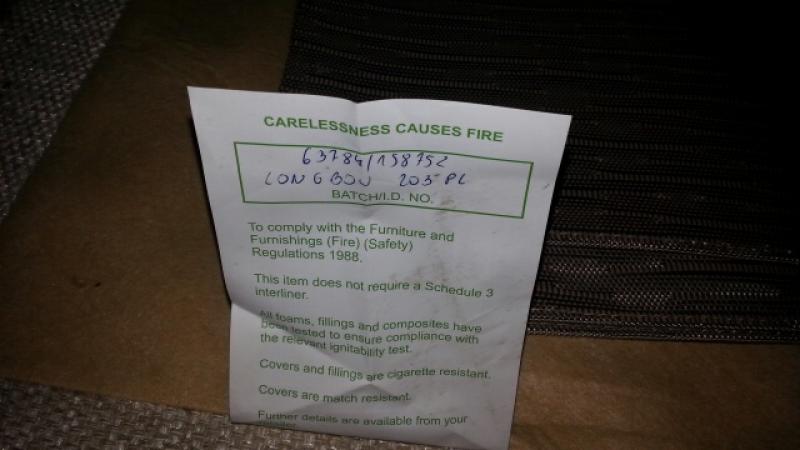 CARELESSNESS CAUSES FIRE
63784/158752
LONGBOU 203 PL
BATCH/I.D. NO.
To comply with the Furniture and
Furnishings (Fire) (Safety)
Regulations 1988.
This item does not require a Schedule 3
interliner.
All foams, fillings and composites have
been tested to ensure compliance with
the relevant ignitability test.
Covers and fillings are cigarette resistant.
Covers are match resistant.
Further details are available from your
retailer.